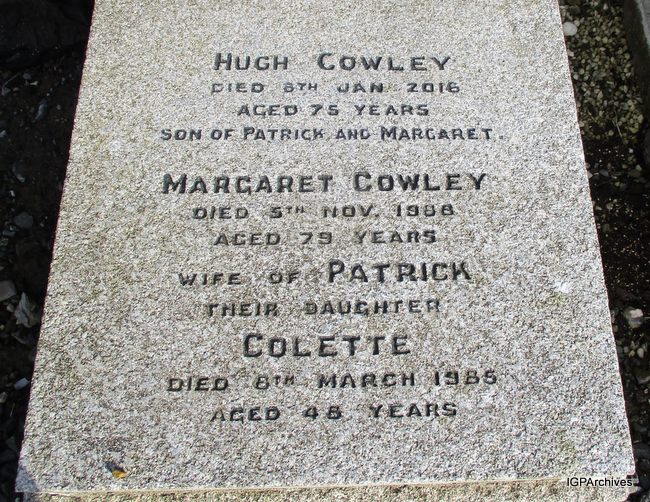 Hugh Cowley
Died 8th Jan 2016
Aged 75 Years
Son of Patrick and Margaret.
Margaret Cowley
Died 5th Nov. 1988
Aged 79 Years
Wife of Patrick
Their Daughter
Colette
Died 8th March 1985
Aged 48 Years
IGPArchives